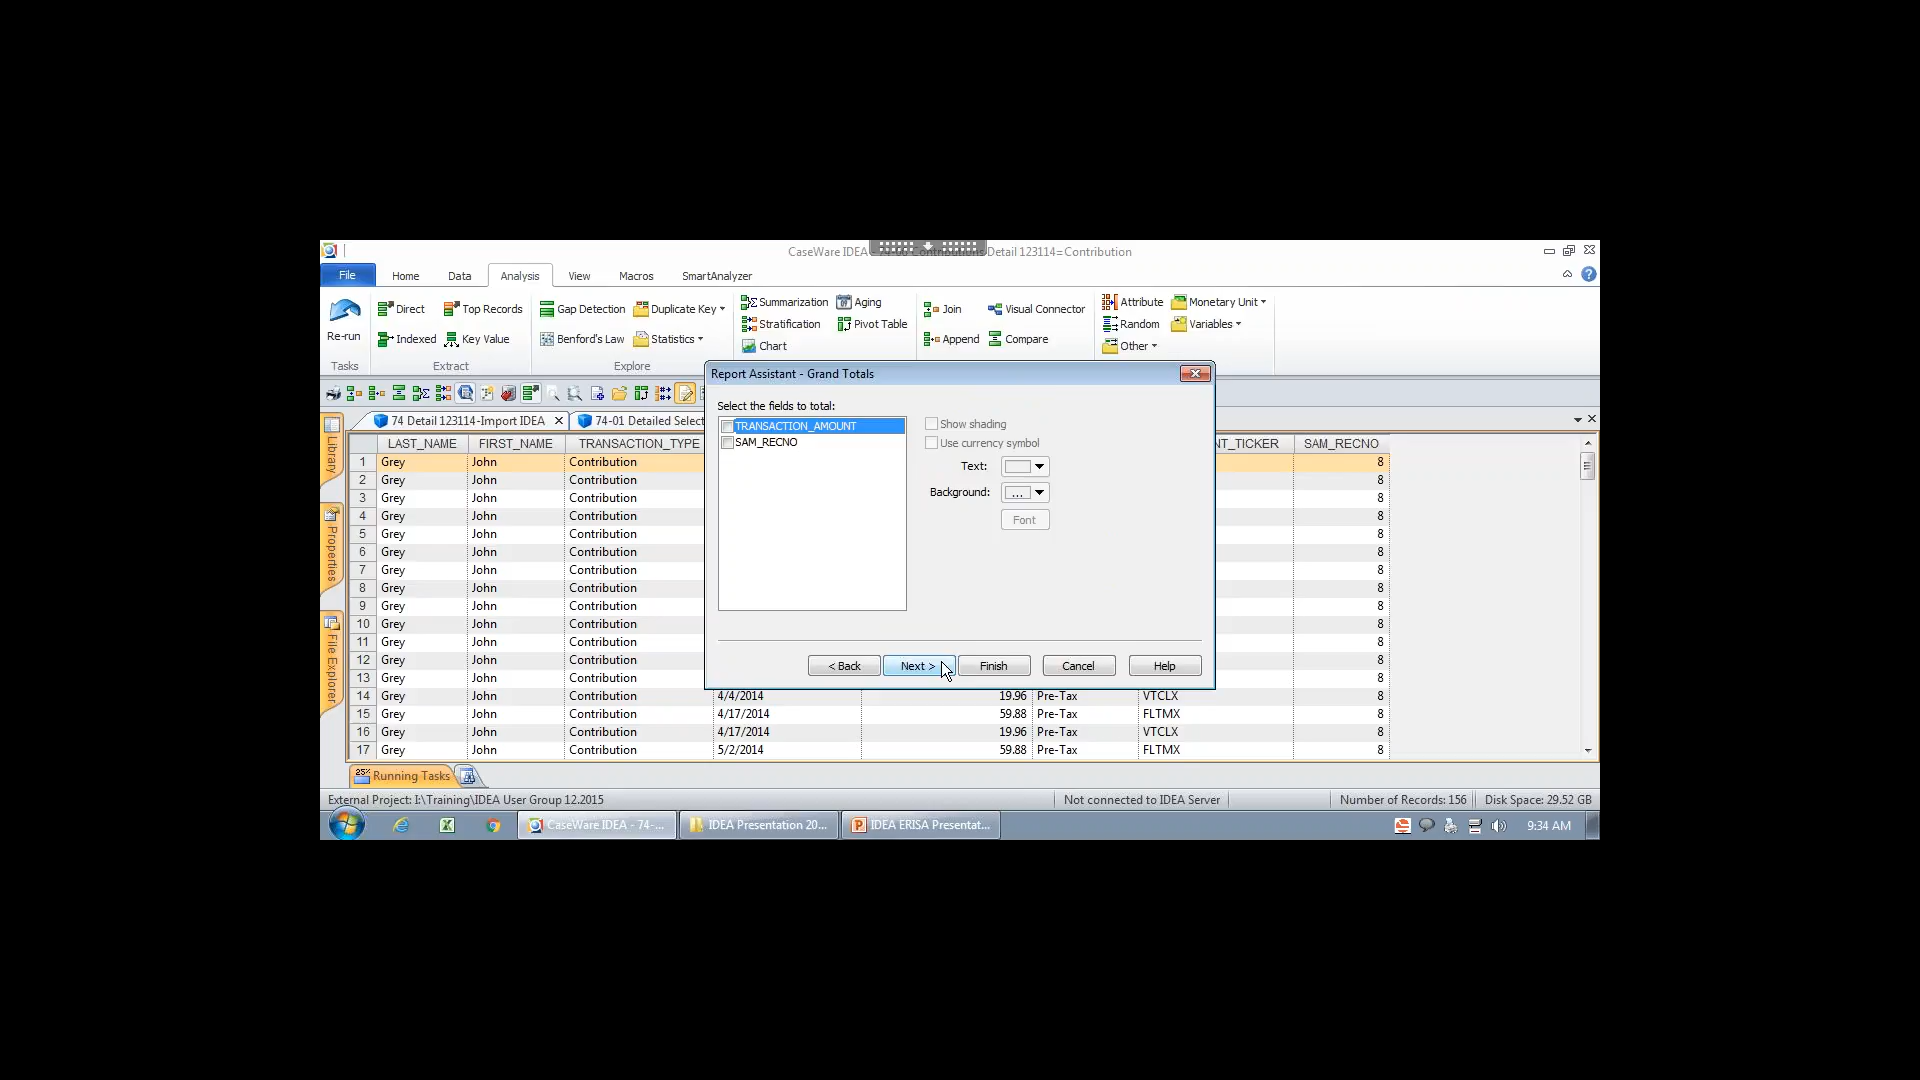 CaseWare IDEA - 74-06 Contributions Detail 123114=Contribution
File Home Data Analysis View Macros SmartAnalyzer
Re-run
Tasks
Direct Top Records
Indexed Key Value
Extract
Gap Detection Duplicate Key
Benford's Law Statistics
Explore
Summarization Aging
Stratification Pivot Table
Chart
Join Visual Connector
Append Compare
Attribute Monetary Unit
Random Variables
Other
74 Detail 123114-Import IDEA
74-01 Detailed Select
Library
Properties
File Explorer
LAST_NAME FIRST_NAME TRANSACTION_TYPE NT_TICKER SAM_RECNO
1 Grey John Contribution 8
2 Grey John Contribution 8
3 Grey John Contribution 8
4 Grey John Contribution 8
5 Grey John Contribution 8
6 Grey John Contribution 8
7 Grey John Contribution 8
8 Grey John Contribution 8
9 Grey John Contribution 8
10 Grey John Contribution 8
11 Grey John Contribution 8
12 Grey John Contribution 8
13 Grey John Contribution 8
14 Grey John Contribution 4/4/2014 19.96 Pre-Tax VTCLX 8
15 Grey John Contribution 4/17/2014 59.88 Pre-Tax FLTMX 8
16 Grey John Contribution 4/17/2014 19.96 Pre-Tax VTCLX 8
17 Grey John Contribution 5/2/2014 59.88 Pre-Tax FLTMX 8
Report Assistant - Grand Totals
Select the fields to total:
TRANSACTION_AMOUNT
SAM_RECNO
Show shading
Use currency symbol
Text:
Background: ...
Font
< Back Next > Finish Cancel Help
25% Running Tasks
External Project: I:\Training\IDEA User Group 12.2015 Not connected to IDEA Server Number of Records: 156 Disk Space: 29.52 GB
CaseWare IDEA - 74-... IDEA Presentation 20... IDEA ERISA Presentat... 9:34 AM